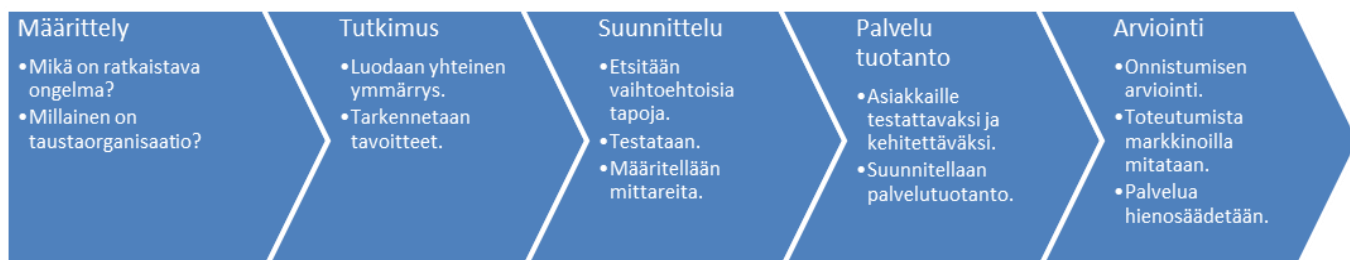 Määrittely
•Mikä on ratkaistava
ongelma?
•Millainen on
taustaorganisaatio?
Tutkimus
•Luodaan yhteinen
ymmärrys.
•Tarkennetaan
tavoitteet.
Suunnittelu
•Etsitään
vaihtoehtoisia
tapoja.
•Testataan.
•Määritellään
mittareita.
Palvelu
tuotanto
•Asiakkaille
testattavaksi ja
kehitettäväksi.
•Suunnitellaan
palvelutuotanto.
Arviointi
•Onnistumisen
arviointi.
•Toteutumista
markkinoilla
mitataan.
•Palvelua
hienosäädetään.